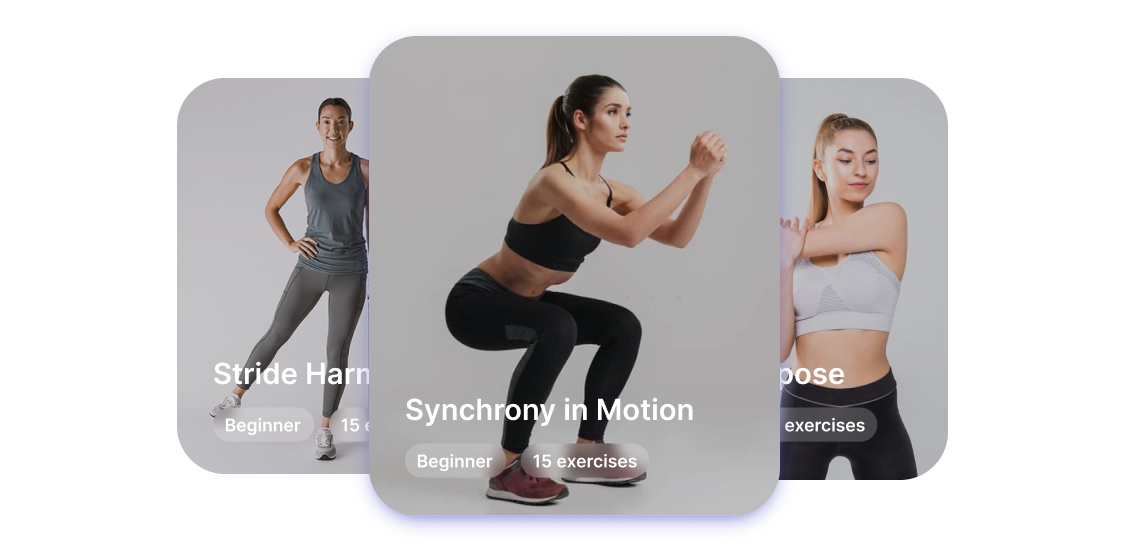 Stride Harm
Beginner 15 e
Synchrony in Motion
Beginner 15 exercises
pose
exercises